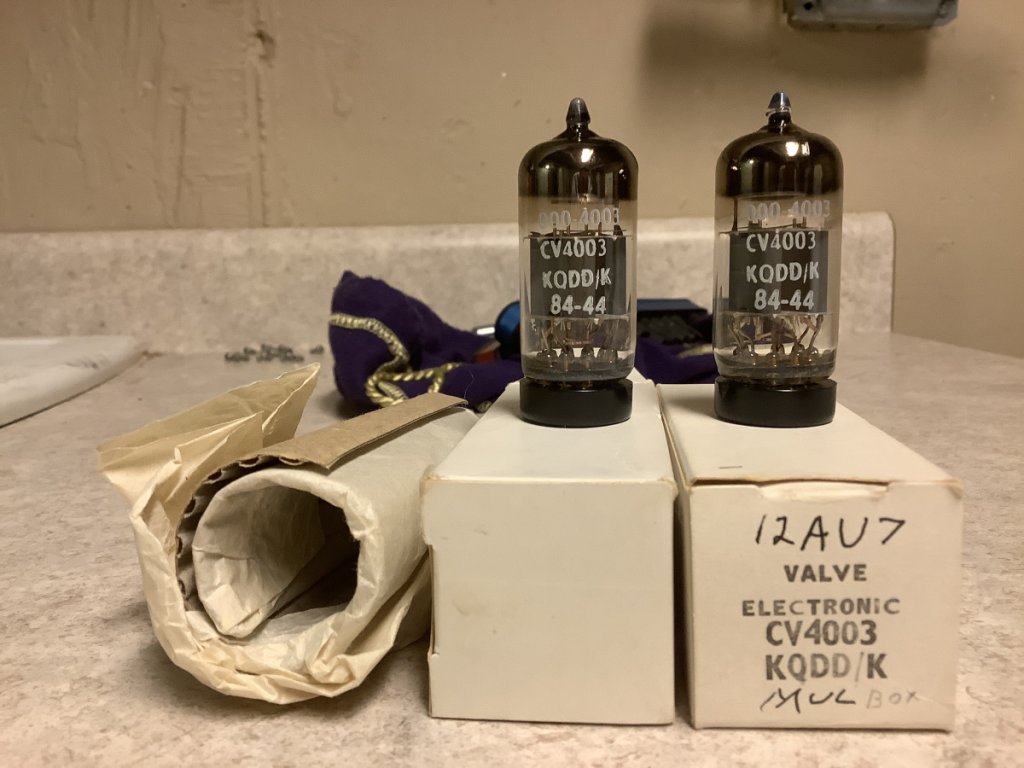 000-4003
CV4003
KQDD/K
84-44
000-4003
CV4003
KQDD/K
84-44
12AU7
VALVE
ELECTRONIC
CV4003
KQDD/K
MUL BOX